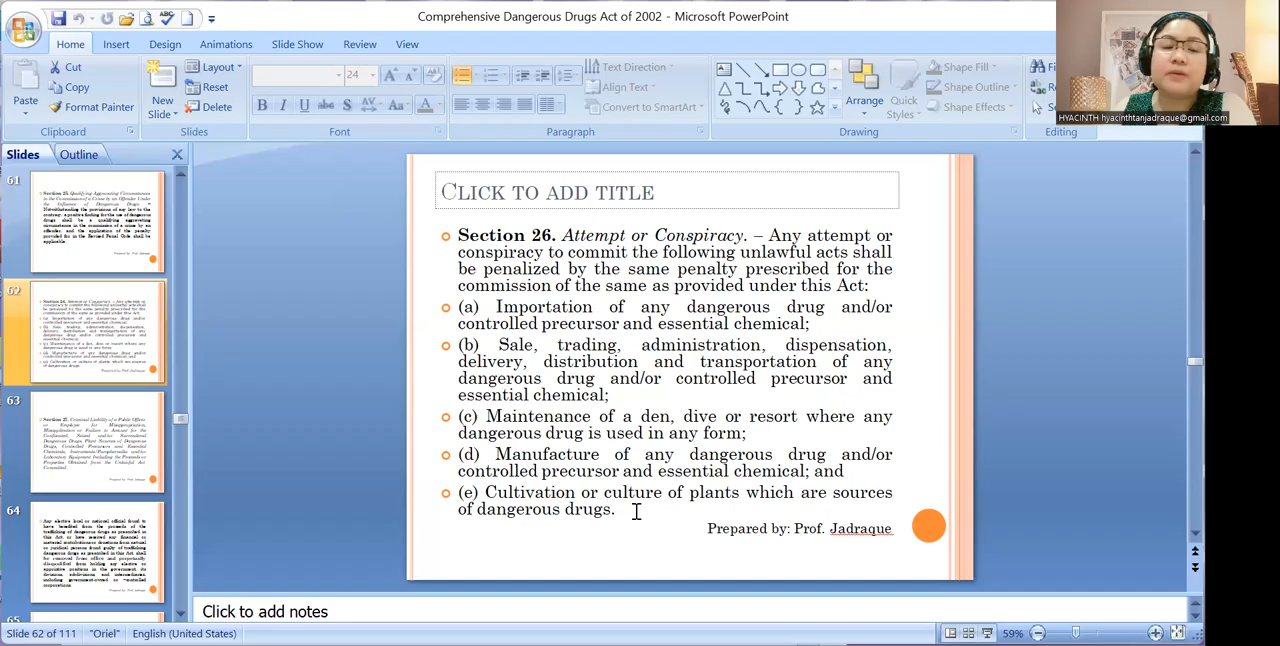 Comprehensive Dangerous Drugs Act of 2002 - Microsoft PowerPoint
Home Insert Design Animations Slide Show Review View
Cut
Copy
Format Painter
Paste
Clipboard
New
Slide
Layout
Reset
Delete
Slides
24
Font
Text Direction
Align Text
Convert to SmartArt
Paragraph
Arrange
Quick
Styles
Shape Fill
Shape Outline
Shape Effects
Drawing
Editing
HYACINTH hyacinthtanjadraque@gmail.com
Slides Outline
61
62
63
64
CLICK TO ADD TITLE
Section 26. Attempt or Conspiracy. – Any attempt or
conspiracy to commit the following unlawful acts shall
be penalized by the same penalty prescribed for the
commission of the same as provided under this Act:
(a) Importation of any dangerous drug and/or
controlled precursor and essential chemical;
(b) Sale, trading, administration, dispensation,
delivery, distribution and transportation of any
dangerous drug and/or controlled precursor and
essential chemical;
(c) Maintenance of a den, dive or resort where any
dangerous drug is used in any form;
(d) Manufacture of any dangerous drug and/or
controlled precursor and essential chemical; and
(e) Cultivation or culture of plants which are sources
of dangerous drugs.
Prepared by: Prof. Jadraque
Click to add notes
Slide 62 of 111 "Oriel" English (United States) 59%